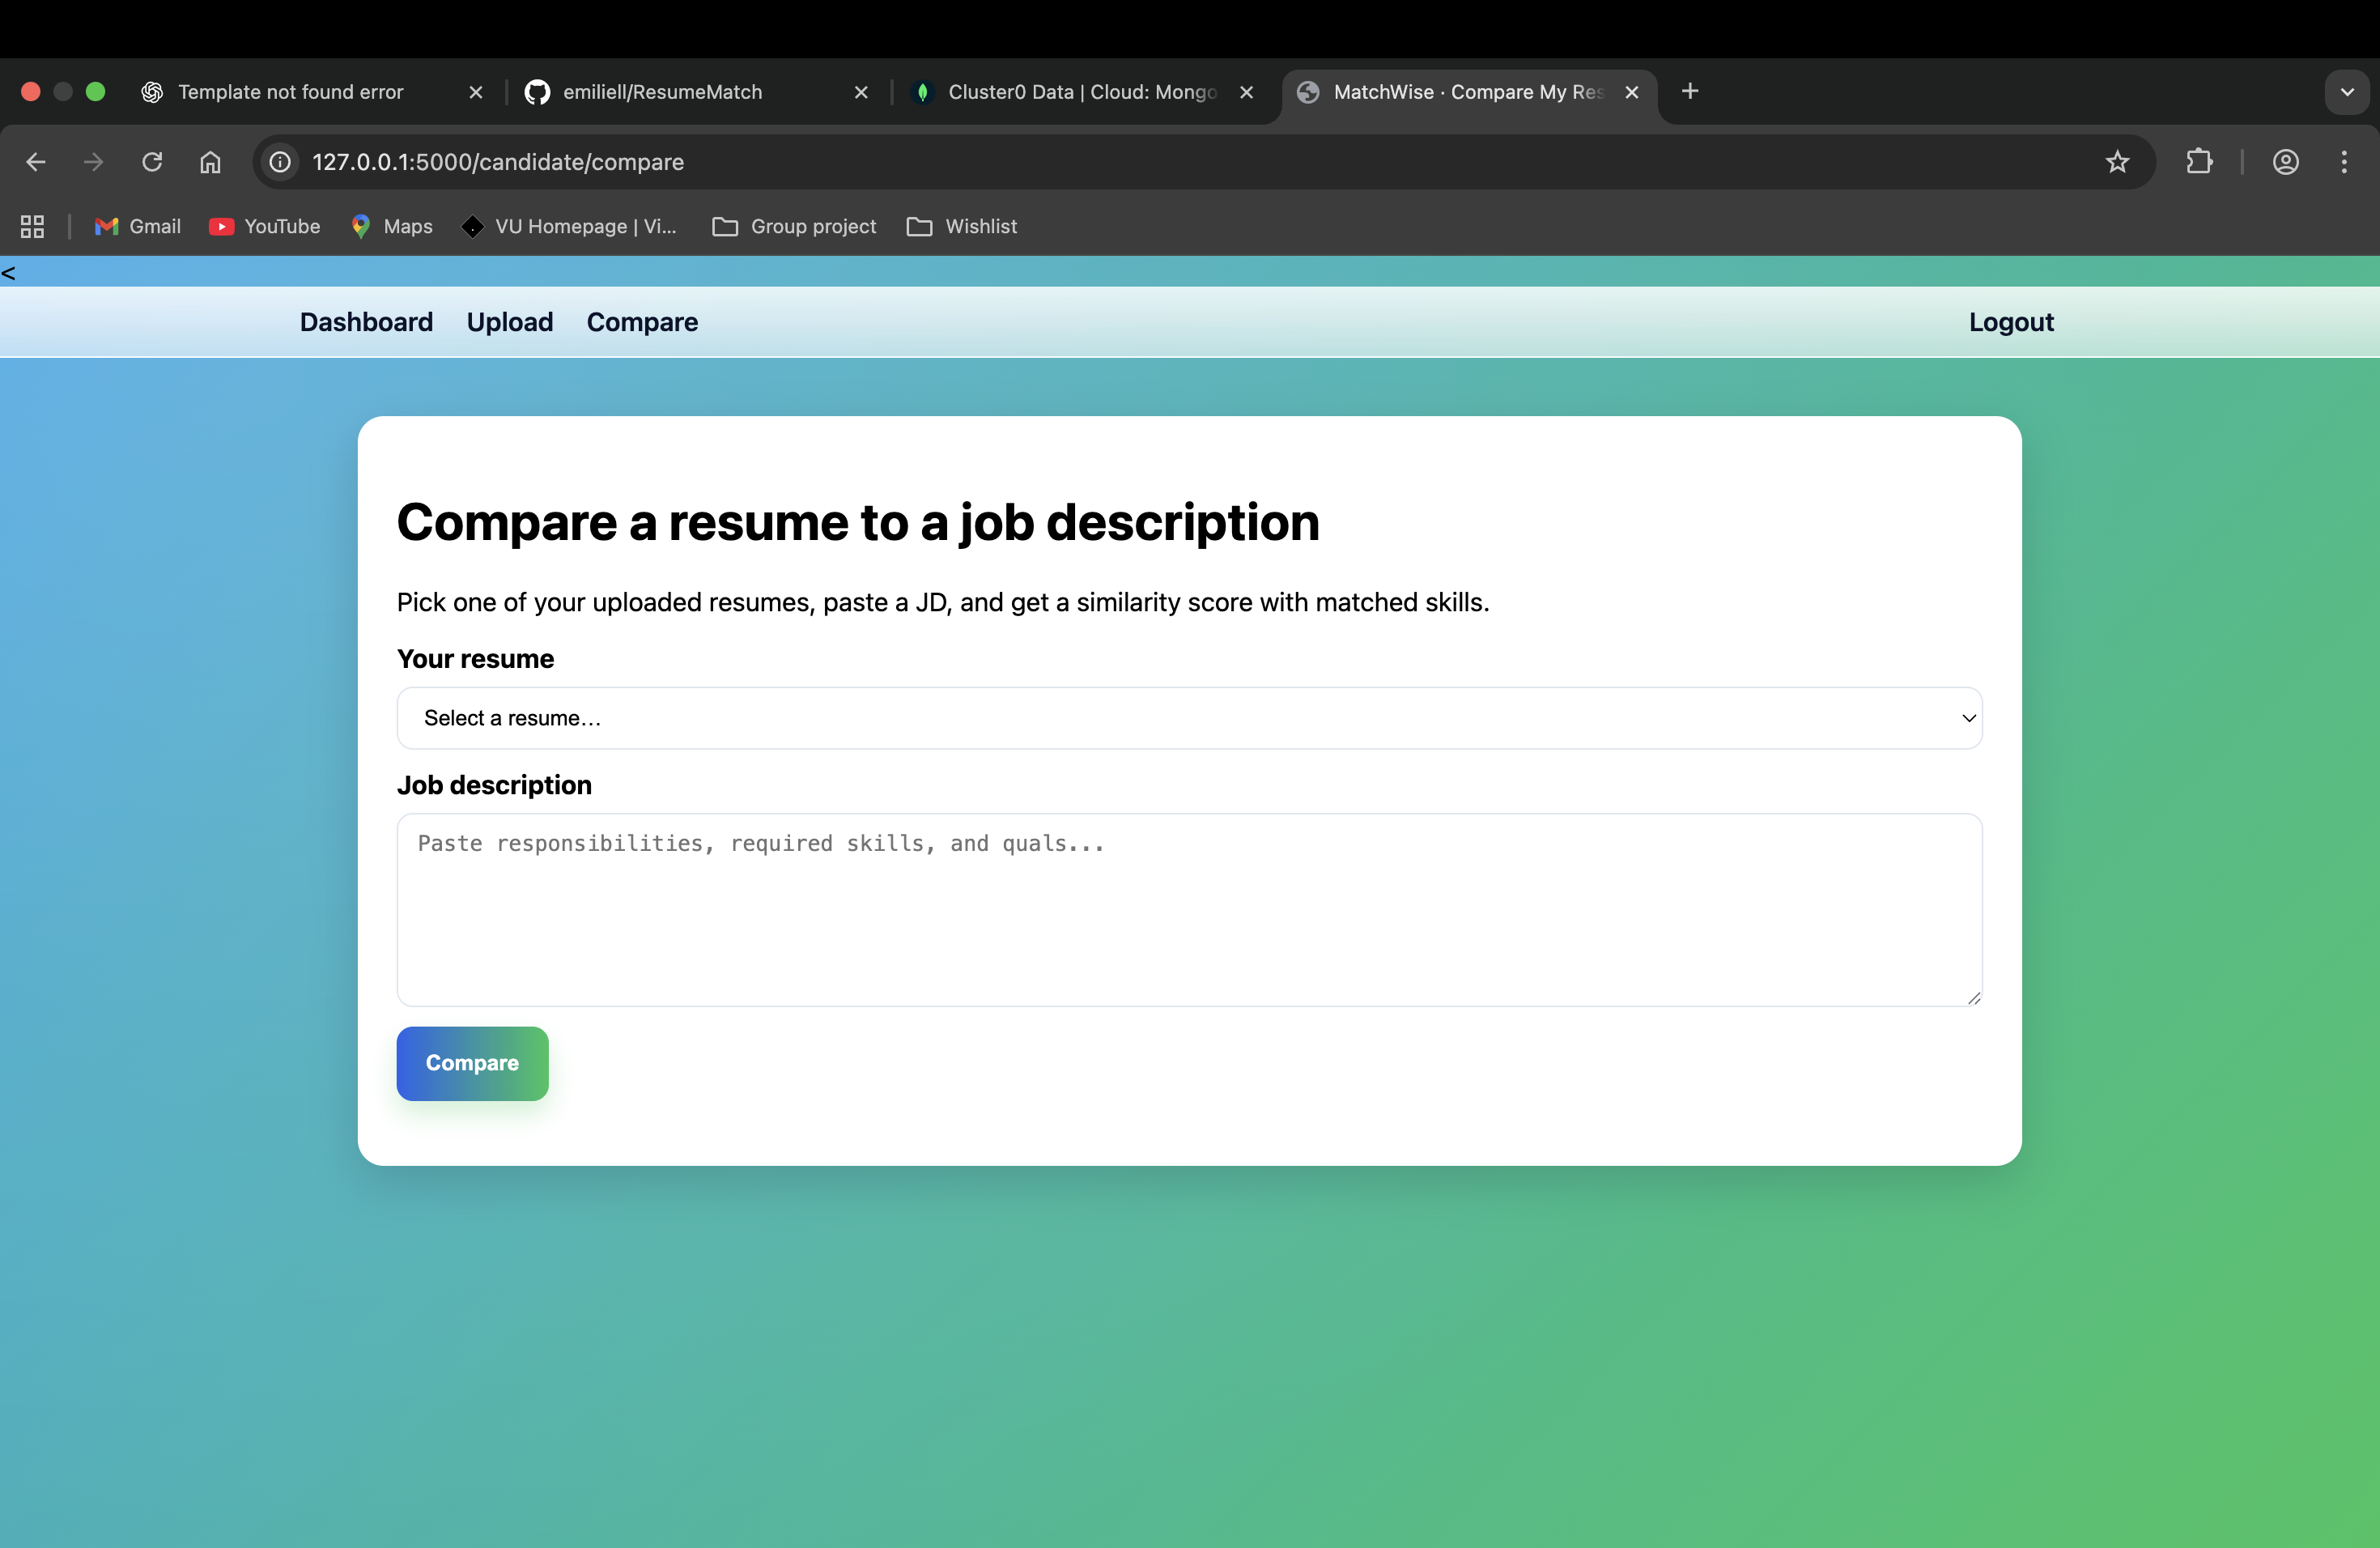 Template not found error
emiliell/ResumeMatch
Cluster0 Data | Cloud: Mongo
MatchWise · Compare My Res
127.0.0.1:5000/candidate/compare
Gmail
YouTube
Maps
VU Homepage | Vi...
Group project
Wishlist
<
Dashboard Upload Compare Logout
Compare a resume to a job description
Pick one of your uploaded resumes, paste a JD, and get a similarity score with matched skills.
Your resume
Select a resume...
Job description
Paste responsibilities, required skills, and quals...
Compare